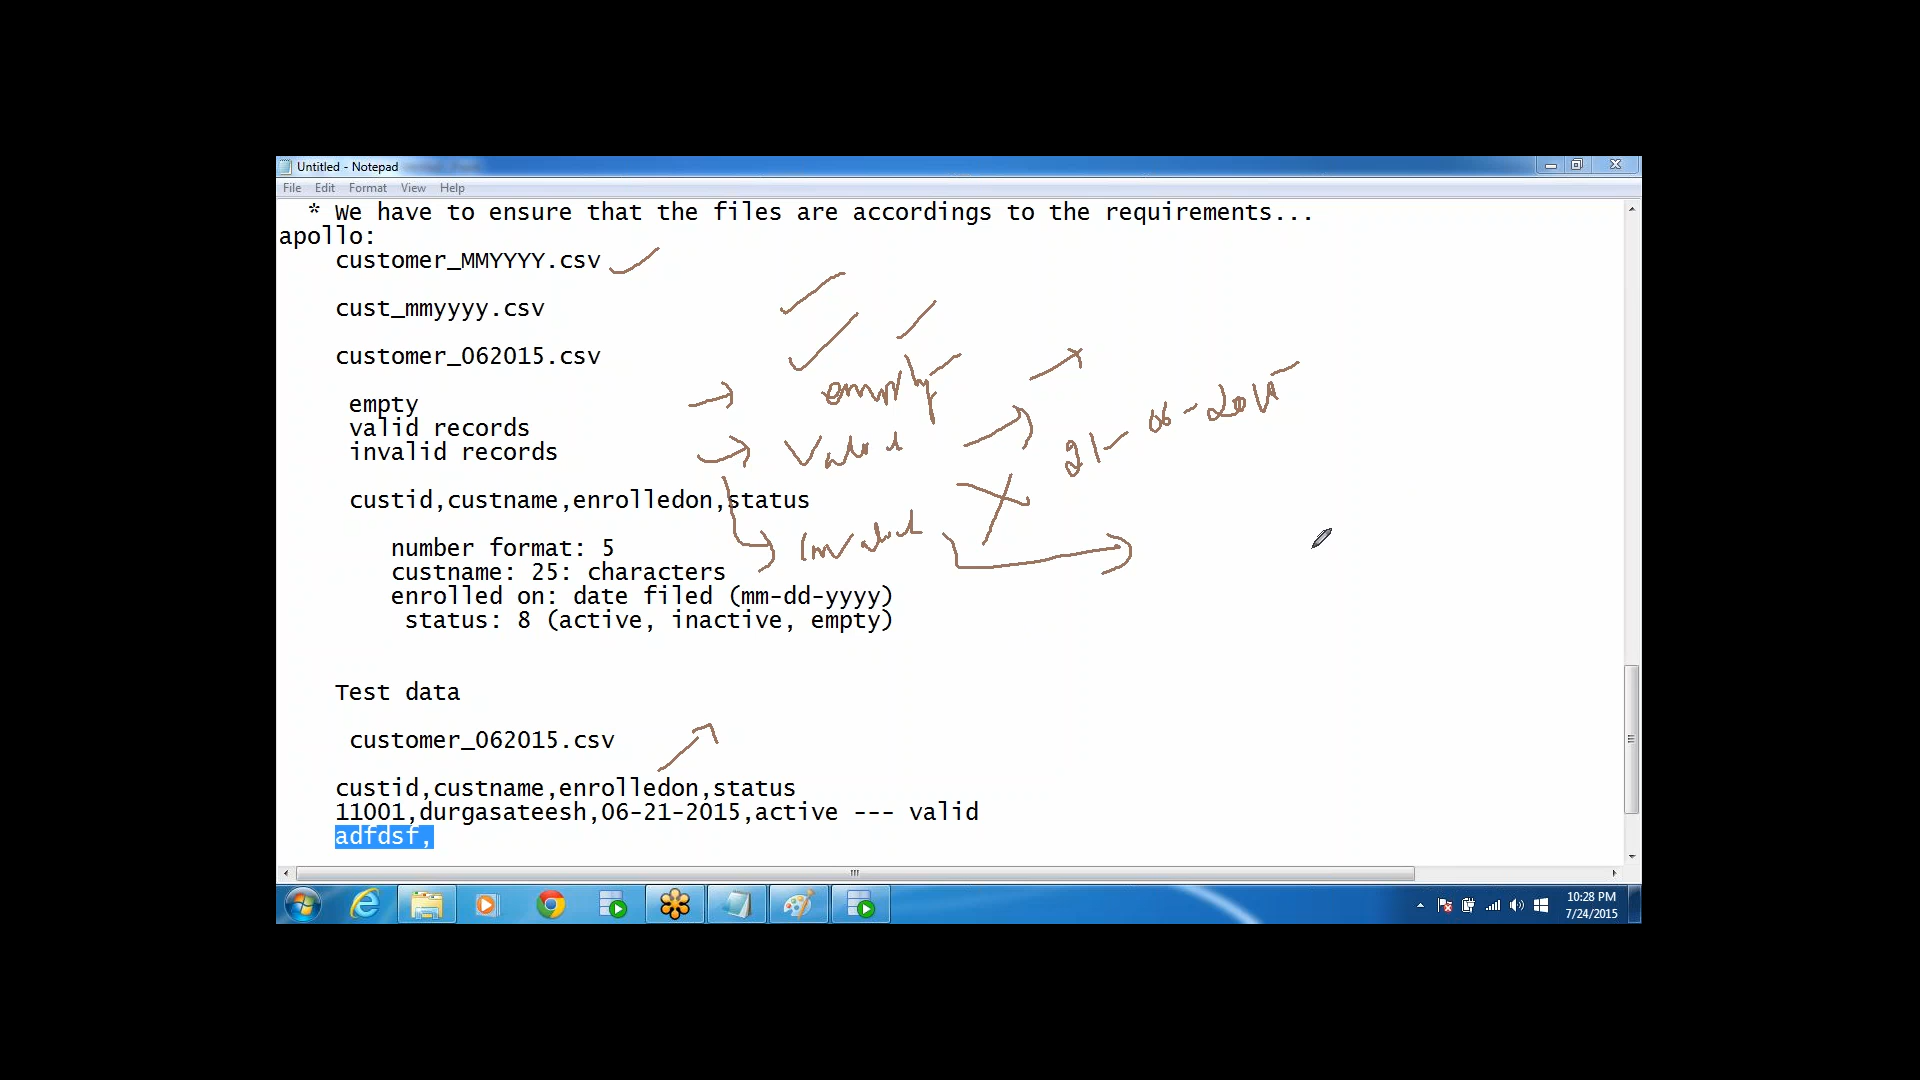 Untitled - Notepad
File Edit Format View Help
* We have to ensure that the files are accordings to the requirements...
apollo:
customer_MMYYYY.csv
cust_mmyyyy.csv
customer_062015.csv
empty
valid records
invalid records
empty
Valid
21-06-2015
Invalid
custid,custname,enrolledon,status
number format: 5
custname: 25: characters
enrolled on: date filed (mm-dd-yyyy)
status: 8 (active, inactive, empty)
Test data
customer_062015.csv
custid,custname,enrolledon,status
11001,durgasateesh,06-21-2015,active --- valid
adfdsf,
10:28 PM
7/24/2015